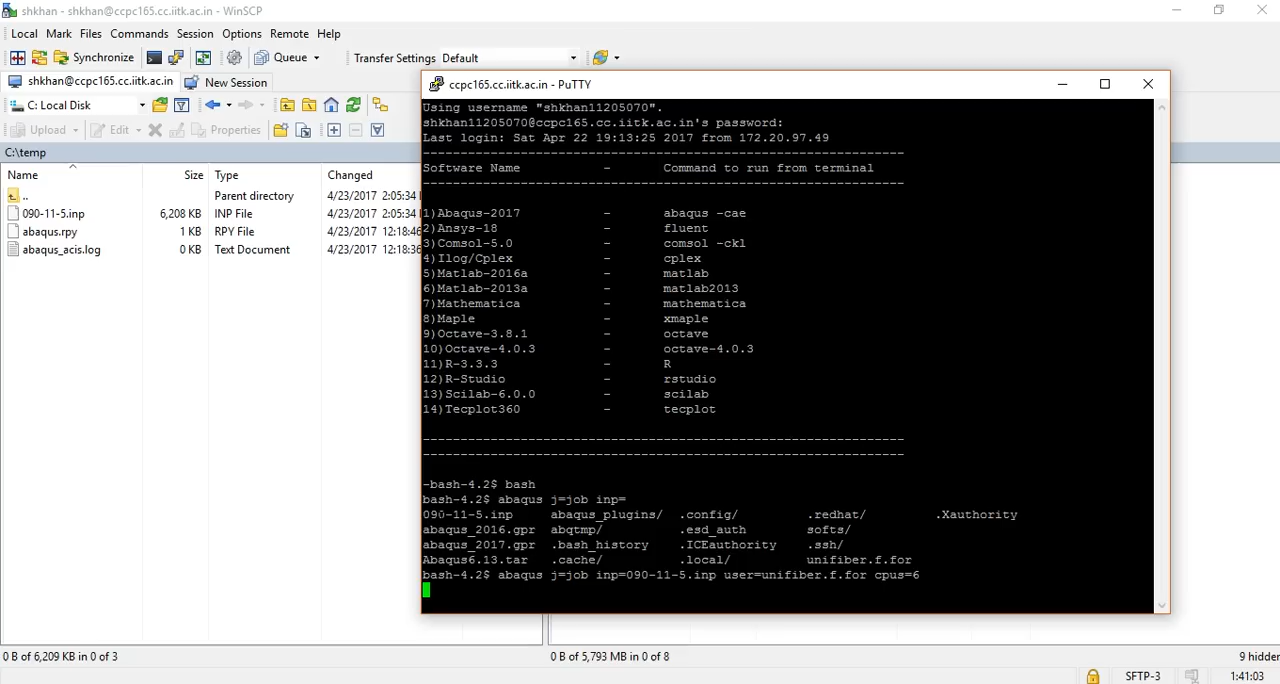 shkhan - shkhan@ccpc165.cc.iitk.ac.in - WinSCP
Local Mark Files Commands Session Options Remote Help
Synchronize Queue Transfer Settings Default
shkhan@ccpc165.cc.iitk.ac.in New Session
C: Local Disk
Upload Edit Properties
C:\temp
Name Size Type Changed
.. Parent directory 4/23/2017 2:05:34
090-11-5.inp 6,208 KB INP File 4/23/2017 2:05:34
abaqus.rpy 1 KB RPY File 4/23/2017 12:18:46
abaqus_acis.log 0 KB Text Document 4/23/2017 12:18:36
ccpc165.cc.iitk.ac.in - PuTTY
Using username "shkhan11205070".
shkhan11205070@ccpc165.cc.iitk.ac.in's password:
Last login: Sat Apr 22 19:13:25 2017 from 172.20.97.49
--------------------------------------------------------------------------------
Software Name - Command to run from terminal
--------------------------------------------------------------------------------
1)Abaqus-2017 - abaqus -cae
2)Ansys-18 - fluent
3)Comsol-5.0 - comsol -ckl
4)Ilog/Cplex - cplex
5)Matlab-2016a - matlab
6)Matlab-2013a - matlab2013
7)Mathematica - mathematica
8)Maple - xmaple
9)Octave-3.8.1 - octave
10)Octave-4.0.3 - octave-4.0.3
11)R-3.3.3 - R
12)R-Studio - rstudio
13)Scilab-6.0.0 - scilab
14)Tecplot360 - tecplot
--------------------------------------------------------------------------------
--------------------------------------------------------------------------------
-bash-4.2$ bash
bash-4.2$ abaqus j=job inp=
090-11-5.inp abaqus_plugins/ .config/ .redhat/ .Xauthority
abaqus_2016.gpr abqtmp/ .esd_auth softs/
abaqus_2017.gpr .bash_history .ICEauthority .ssh/
Abaqus6.13.tar .cache/ .local/ unifiber.f.for
bash-4.2$ abaqus j=job inp=090-11-5.inp user=unifiber.f.for cpus=6
0 B of 6,209 KB in 0 of 3 0 B of 5,793 MB in 0 of 8 9 hidden
SFTP-3 1:41:03